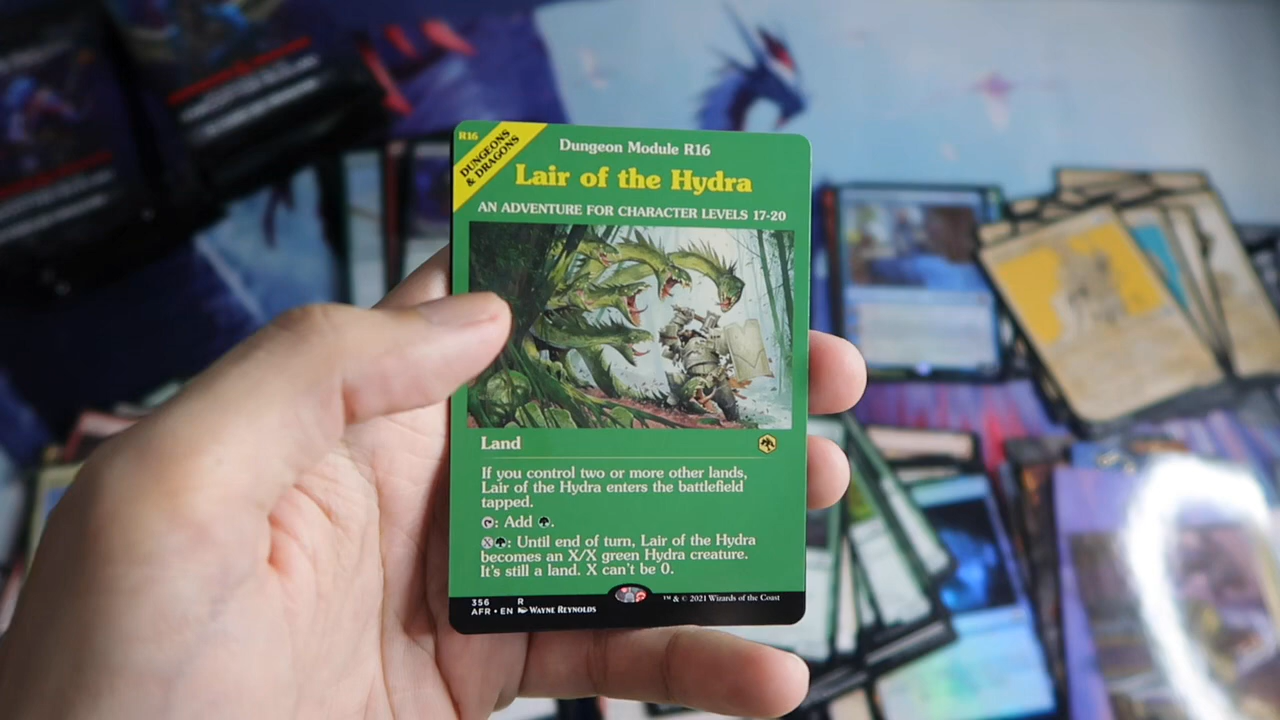 R16
DUNGEONS
& DRAGONS
Dungeon Module R16
Lair of the Hydra
AN ADVENTURE FOR CHARACTER LEVELS 17-20
Land
If you control two or more other lands,
Lair of the Hydra enters the battlefield
tapped.
: Add .
X: Until end of turn, Lair of the Hydra
becomes an X/X green Hydra creature.
It's still a land. X can't be 0.
356 R
AFR • EN WAYNE REYNOLDS
™ & © 2021 Wizards of the Coast